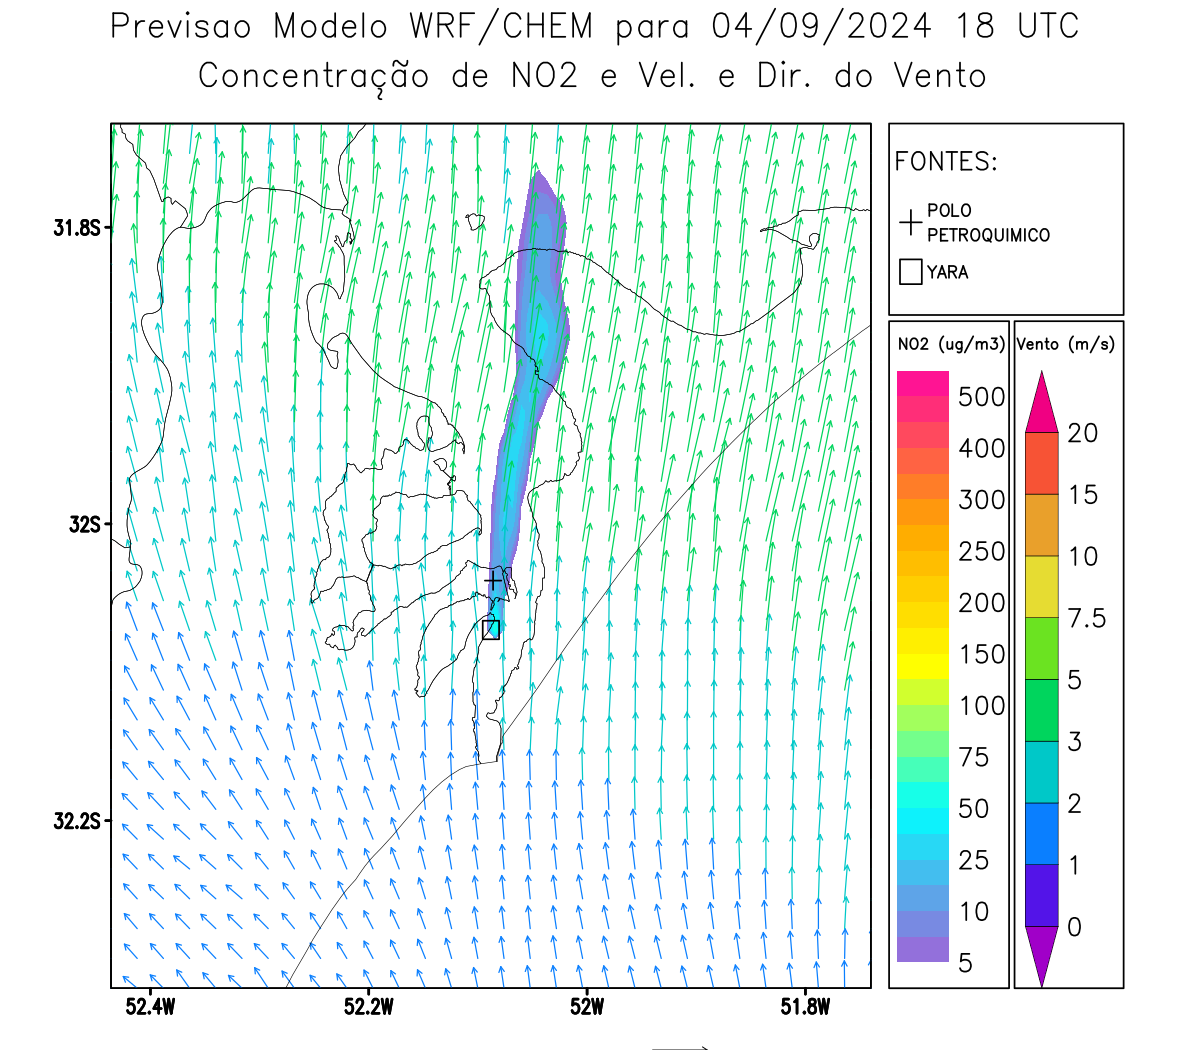 Previsao Modelo WRF/CHEM para 04/09/2024 18 UTC
Concentração de NO2 e Vel. e Dir. do Vento
FONTES:
POLO
PETROQUIMICO
YARA
NO2 (ug/m3)
500
400
300
250
200
150
100
75
50
25
10
5
Vento (m/s)
20
15
10
7.5
5
3
2
1
0
31.8S
32S
32.2S
52.4W
52.2W
52W
51.8W